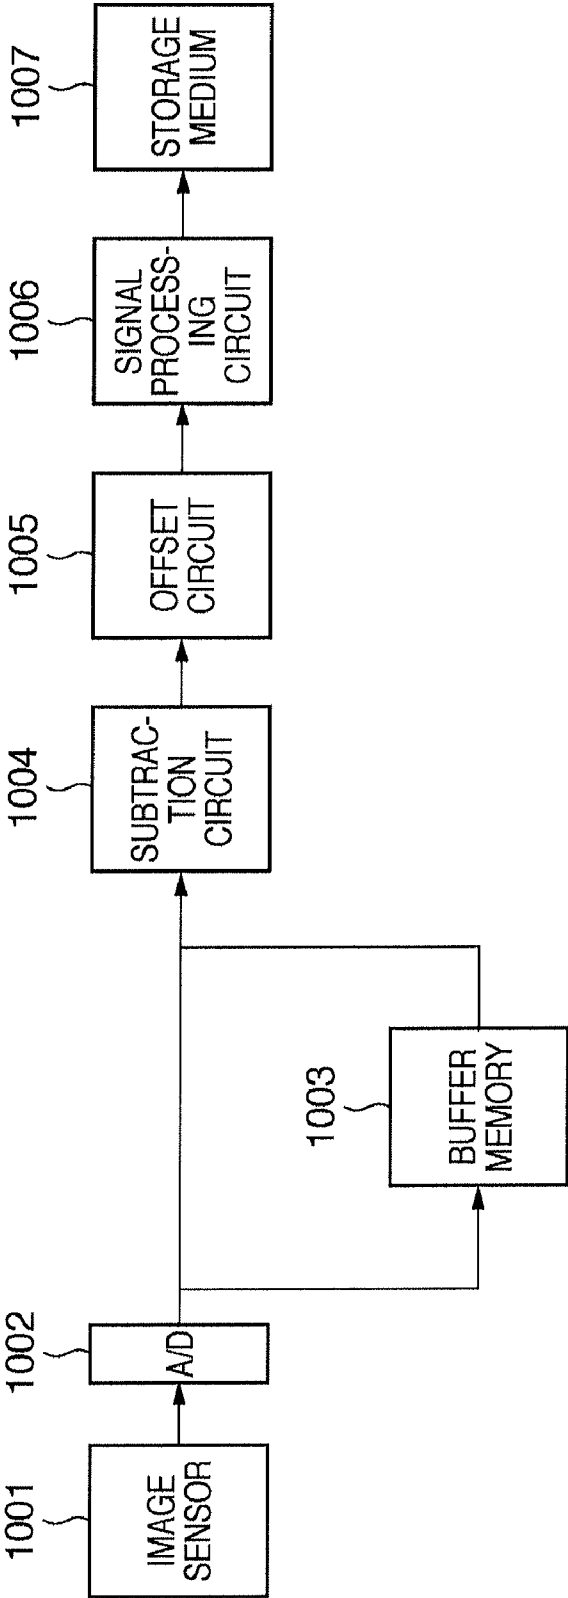 1001
IMAGE
SENSOR
1002
A/D
1003
BUFFER
MEMORY
1004
SUBTRAC-
TION
CIRCUIT
1005
OFFSET
CIRCUIT
1006
SIGNAL
PROCESS-
ING
CIRCUIT
1007
STORAGE
MEDIUM